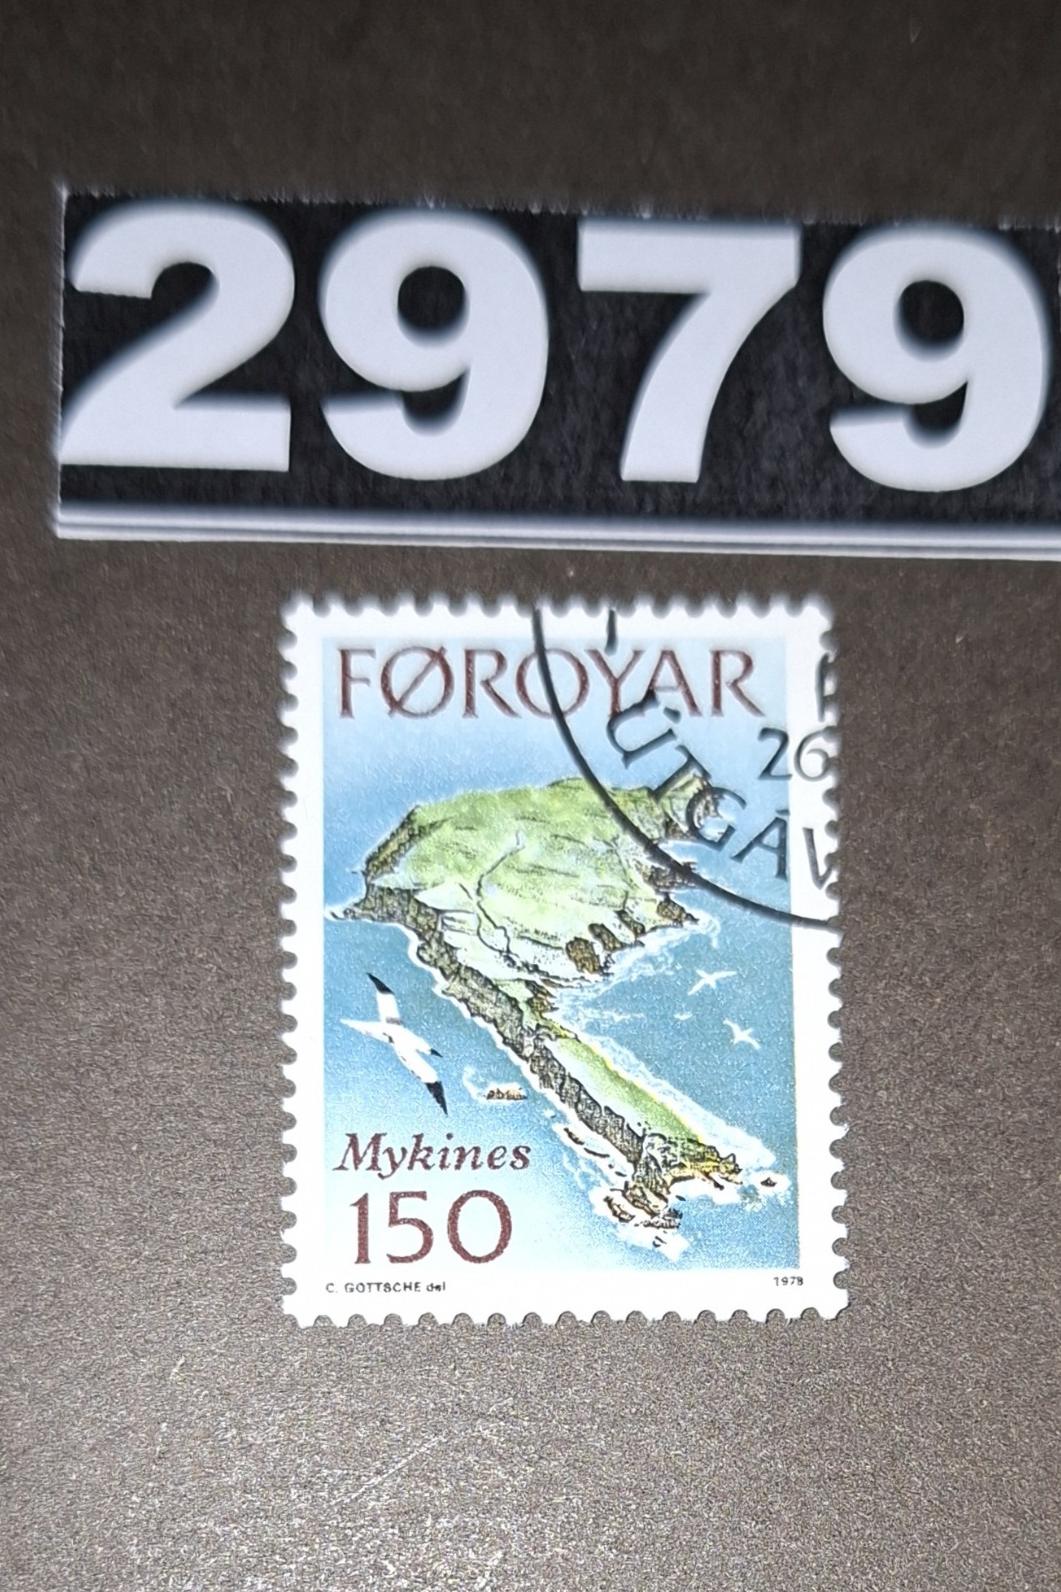 2979
FØROYAR
26
ÚTGÁV
Mykines
150
C. GOTTSCHE del
1978